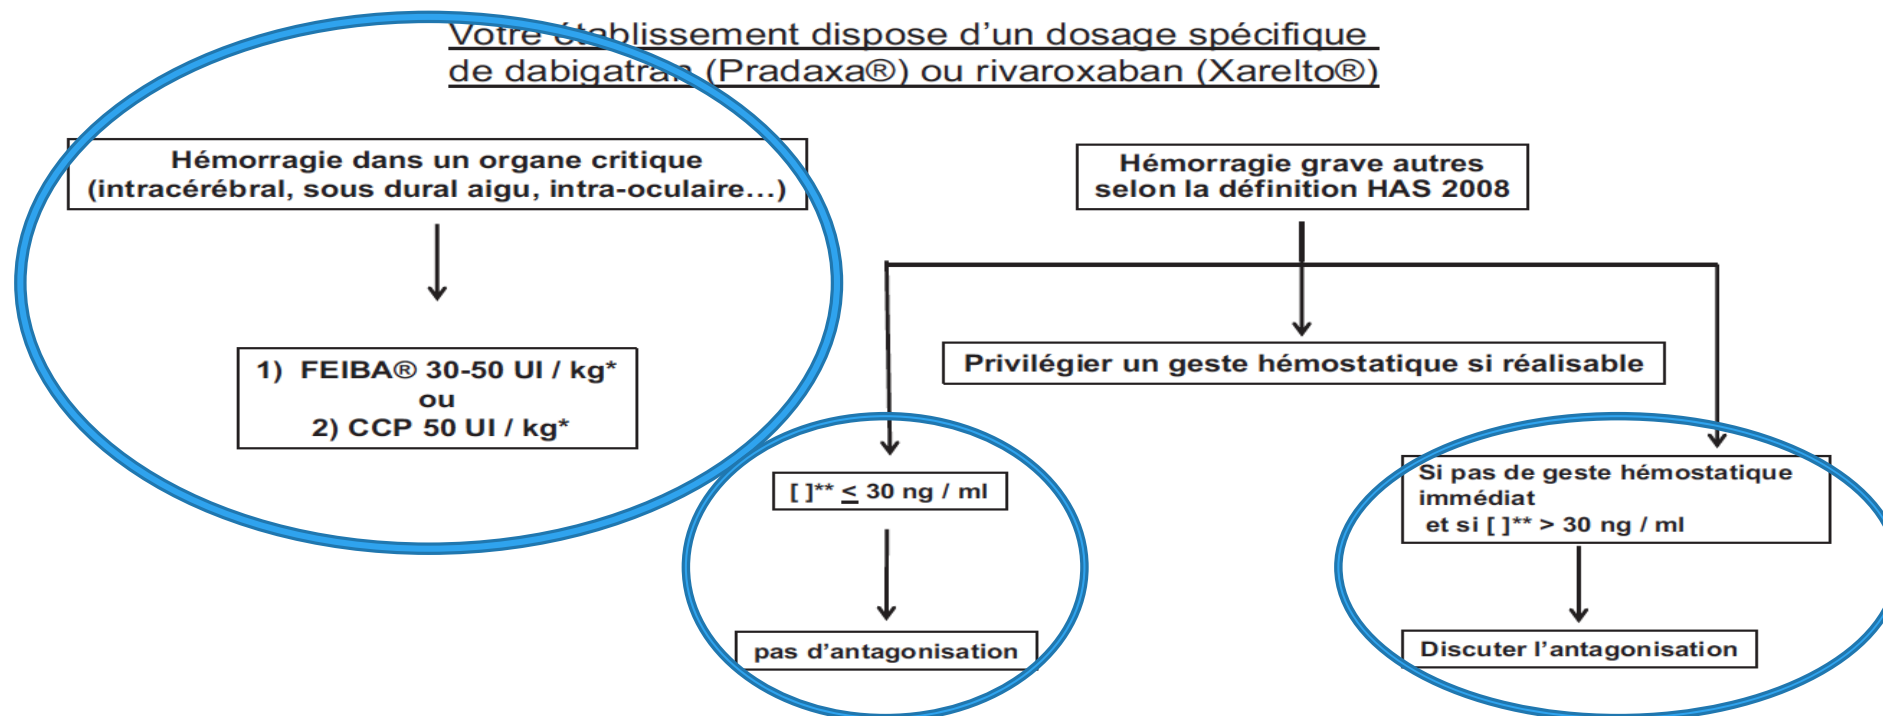 Votre établissement dispose d'un dosage spécifique
de dabigatran (Pradaxa®) ou rivaroxaban (Xarelto®)
Hémorragie dans un organe critique
(intracérébral, sous dural aigu, intra-oculaire…)
1) FEIBA® 30-50 UI / kg*
ou
2) CCP 50 UI / kg*
Hémorragie grave autres
selon la définition HAS 2008
Privilégier un geste hémostatique si réalisable
[ ]** ≤ 30 ng / ml
pas d'antagonisation
Si pas de geste hémostatique
immédiat
et si [ ]** > 30 ng / ml
Discuter l'antagonisation